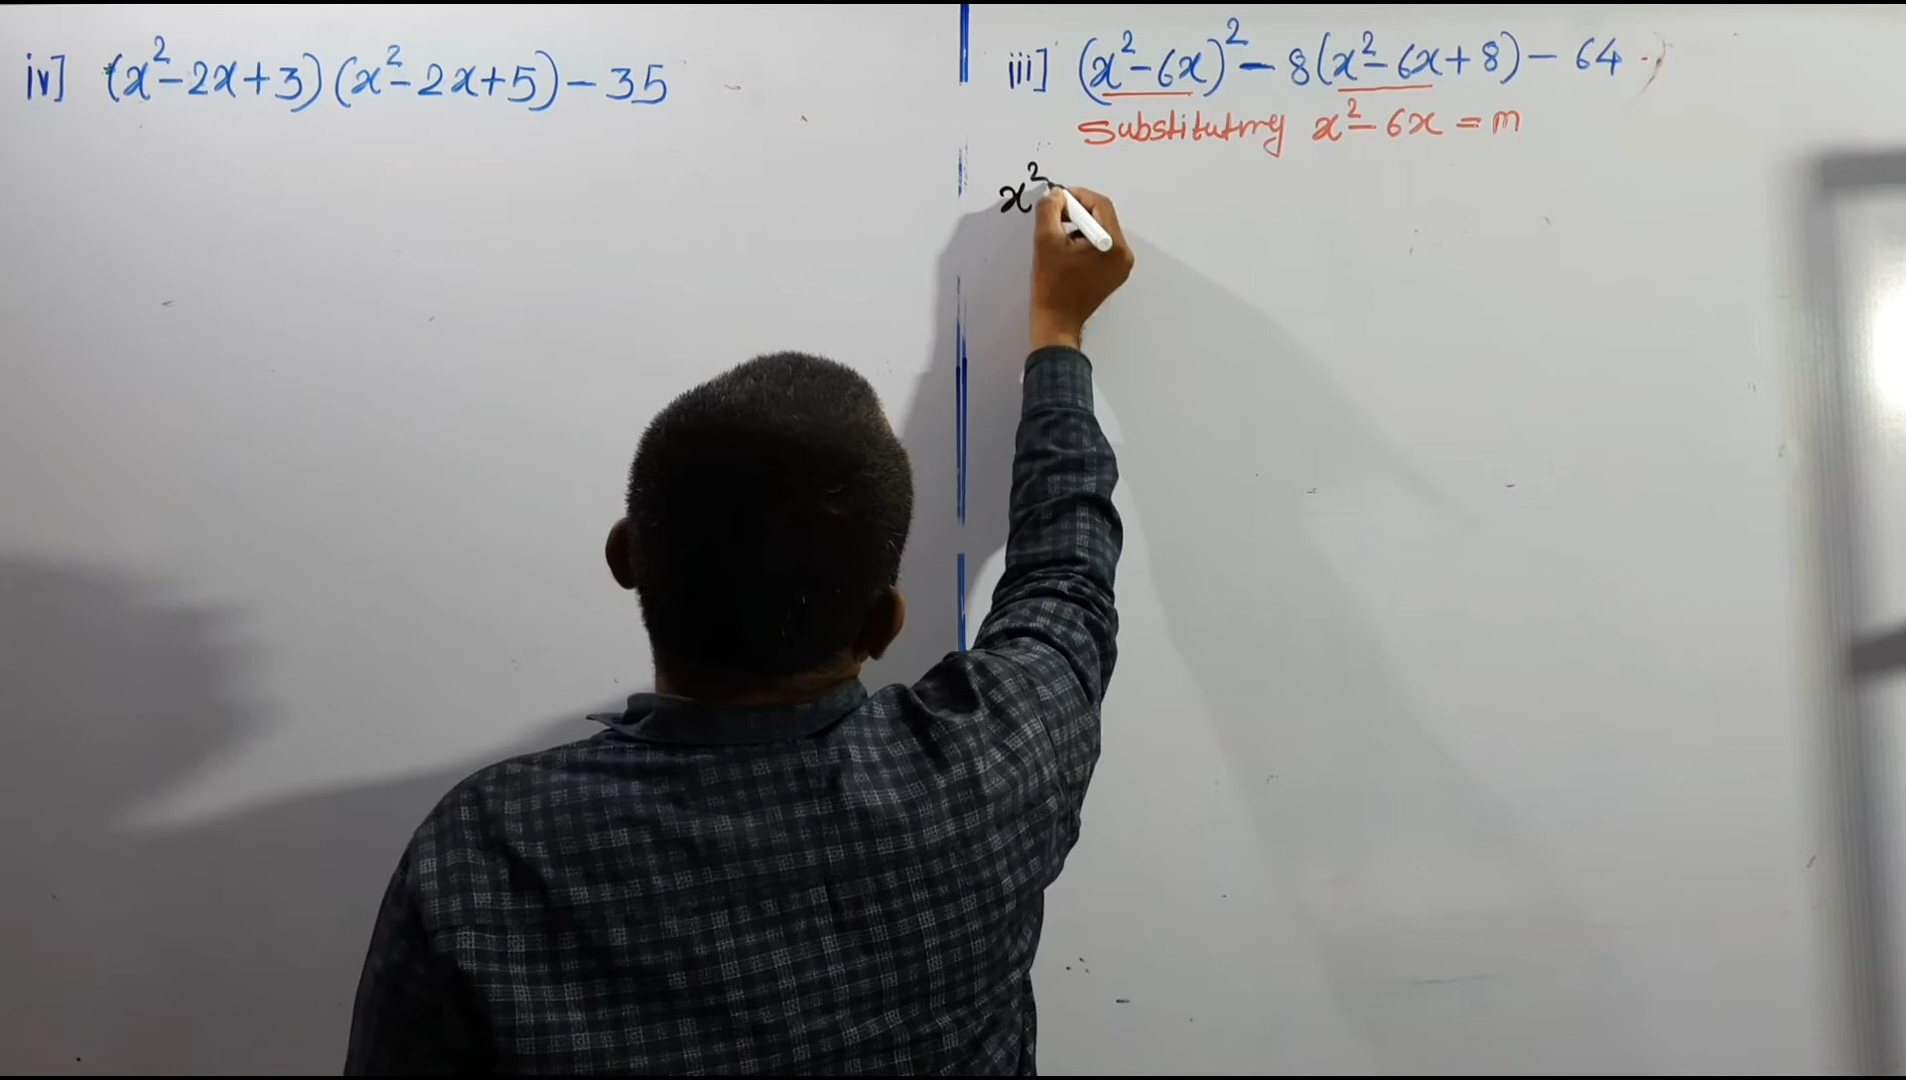 iv] (x²-2x+3)(x²-2x+5)-35
iii] (x²-6x)²-8(x²-6x+8)-64
Substituting x²-6x=m
x²